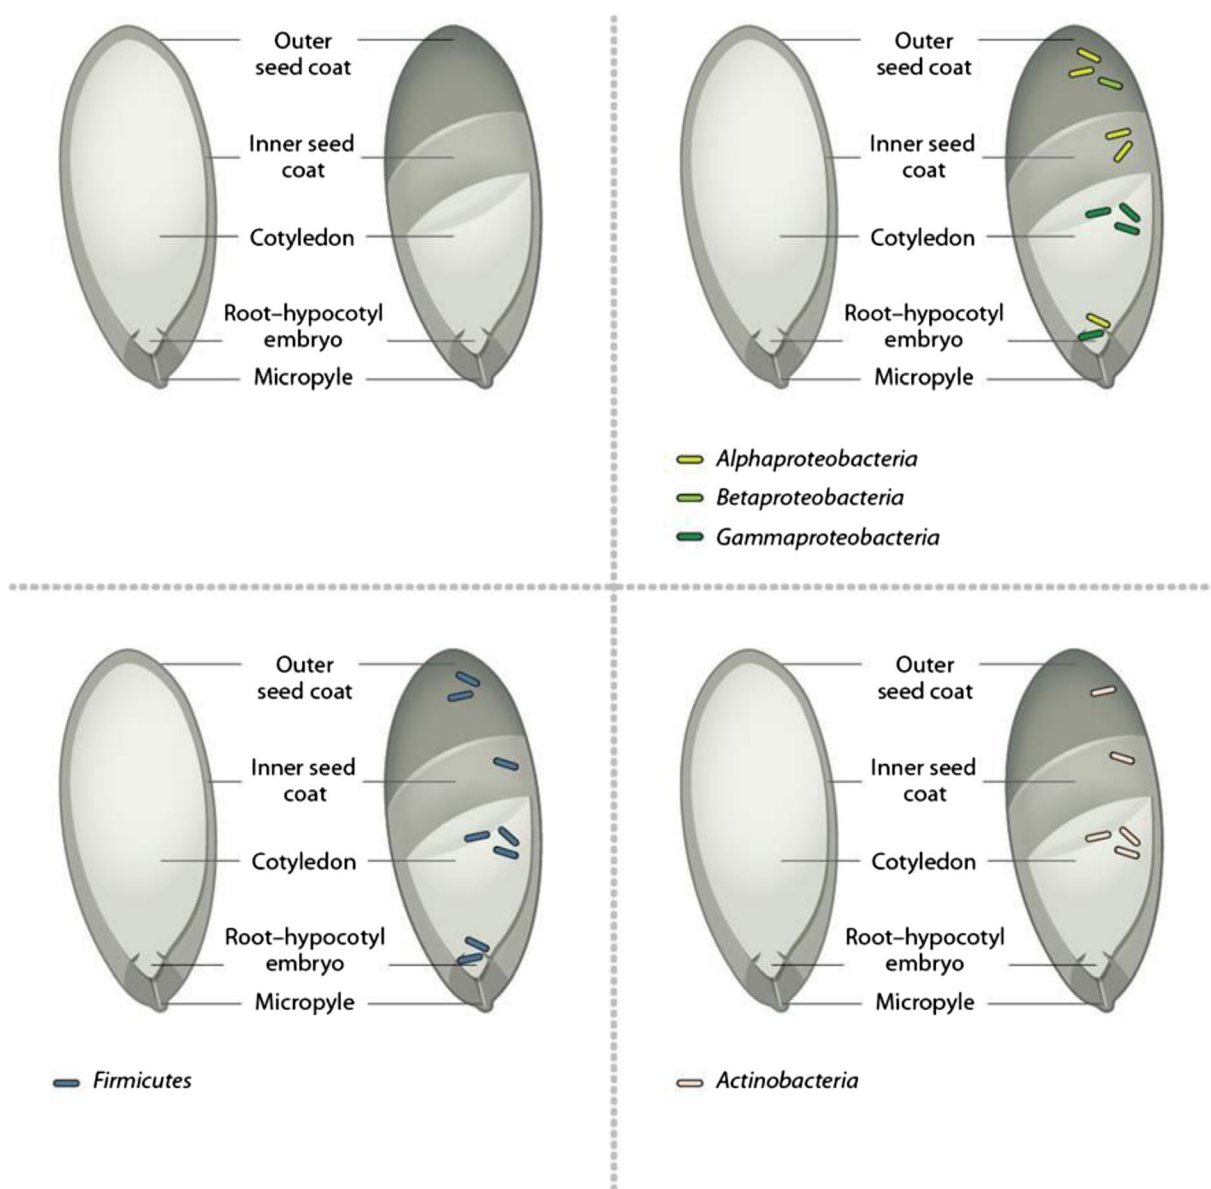 Outer
seed coat
Inner seed
coat
Cotyledon
Root–hypocotyl
embryo
Micropyle
Outer
seed coat
Inner seed
coat
Cotyledon
Root–hypocotyl
embryo
Micropyle
Alphaproteobacteria
Betaproteobacteria
Gammaproteobacteria
Outer
seed coat
Inner seed
coat
Cotyledon
Root–hypocotyl
embryo
Micropyle
Firmicutes
Outer
seed coat
Inner seed
coat
Cotyledon
Root–hypocotyl
embryo
Micropyle
Actinobacteria